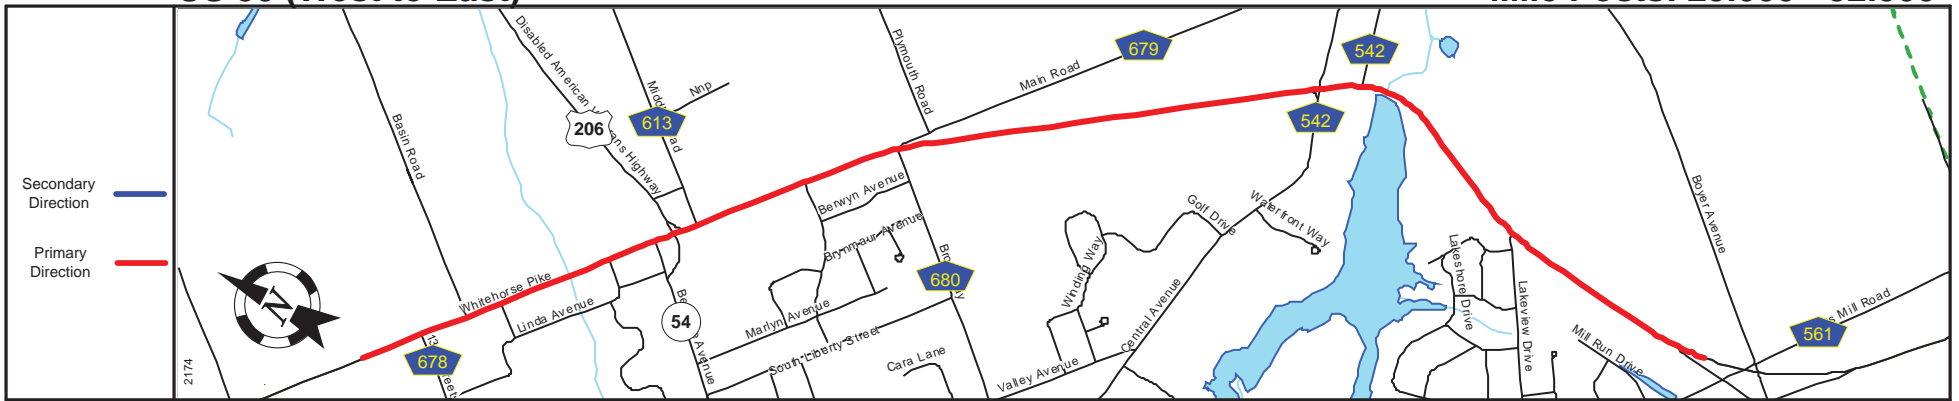 Secondary
Direction
Primary
Direction
2174
Basin Road
Disabled American
ans Highway
206
Nnp
613
Plymouth Road
Main Road
679
542
542
Whitehorse Pike
Linda Avenue
678
54
Avenue
Berwyn Avenue
Brynmaur Avenue
Marlyn Avenue
South Liberty Street
Cara Lane
680
Winding Way
Valley Avenue
Central Avenue
Golf Drive
Waterfront Way
Lakeshore Drive
Lakeview Drive
Mill Run Drive
Boyer Avenue
s Mill Road
561
N